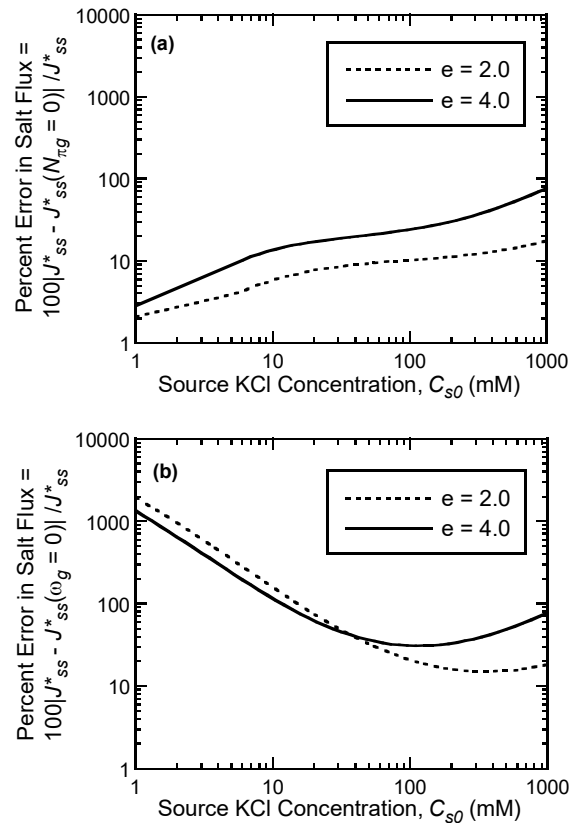 Percent Error in Salt Flux =
100|J*ss - J*ss(Nπg = 0)| /J*ss
10000
1000
100
10
1
(a)
e = 2.0
e = 4.0
1 10 100 1000
Source KCl Concentration, Cs0 (mM)
Percent Error in Salt Flux =
100|J*ss - J*ss(ωg = 0)| /J*ss
10000
1000
100
10
1
(b)
e = 2.0
e = 4.0
1 10 100 1000
Source KCl Concentration, Cs0 (mM)